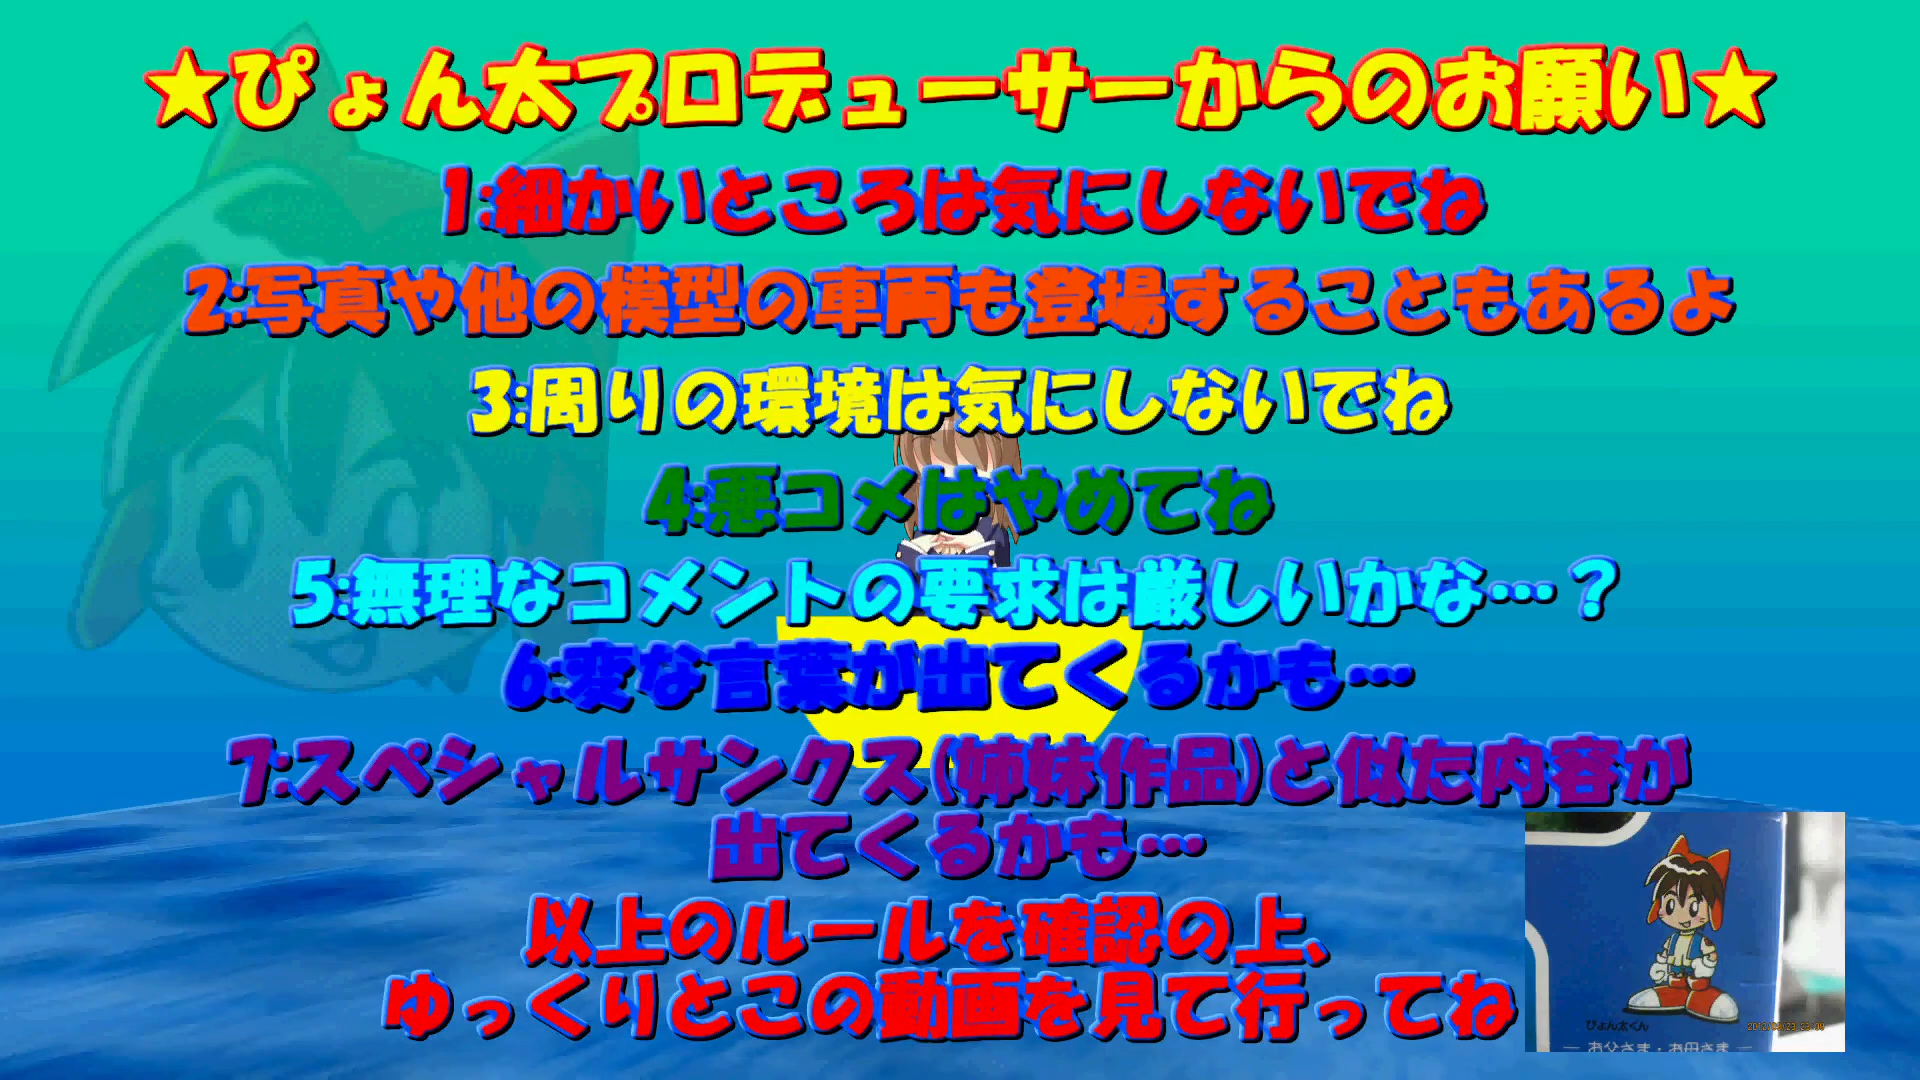 ★ぴょん太プロデューサーからのお願い★
1:細かいところは気にしないでね
2:写真や他の模型の車両も登場することもあるよ
3:周りの環境は気にしないでね
4:悪コメはやめてね
5:無理なコメントの要求は厳しいかな…？
6:変な言葉が出てくるかも…
7:スペシャルサンクス(姉妹作品)と似た内容が
出てくるかも…
以上のルールを確認の上、
ゆっくりとこの動画を見て行ってね
ぴょん太くん
— お父さま・お母さま —